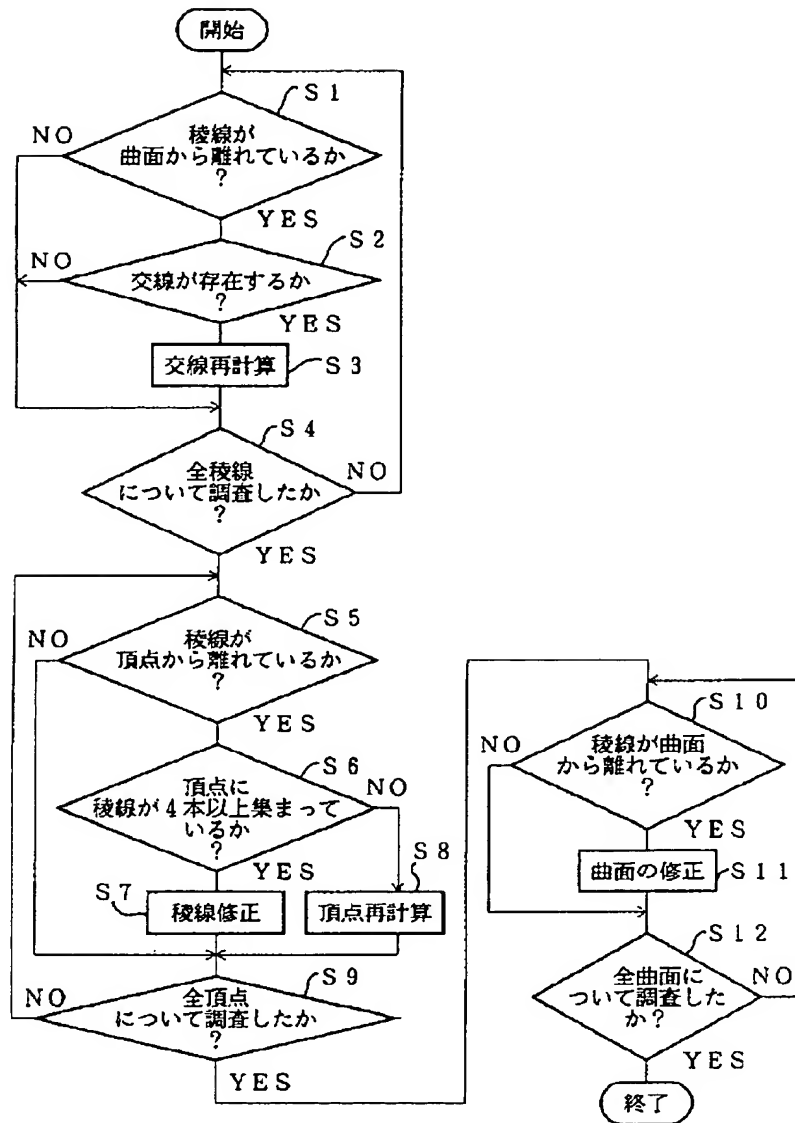 開始
S1
NO
稜線が
曲面から離れているか
?
YES
S2
NO
交線が存在するか
?
YES
交線再計算
S3
S4
全稜線
について調査したか
?
NO
YES
S5
NO
稜線が
頂点から離れているか
?
YES
S6
頂点に
稜線が4本以上集まって
いるか
?
NO
YES
S7
稜線修正
S8
頂点再計算
S9
NO
全頂点
について調査したか
?
YES
S10
NO
稜線が曲面
から離れているか
?
YES
曲面の修正
S11
S12
全曲面に
ついて調査した
か?
NO
YES
終了